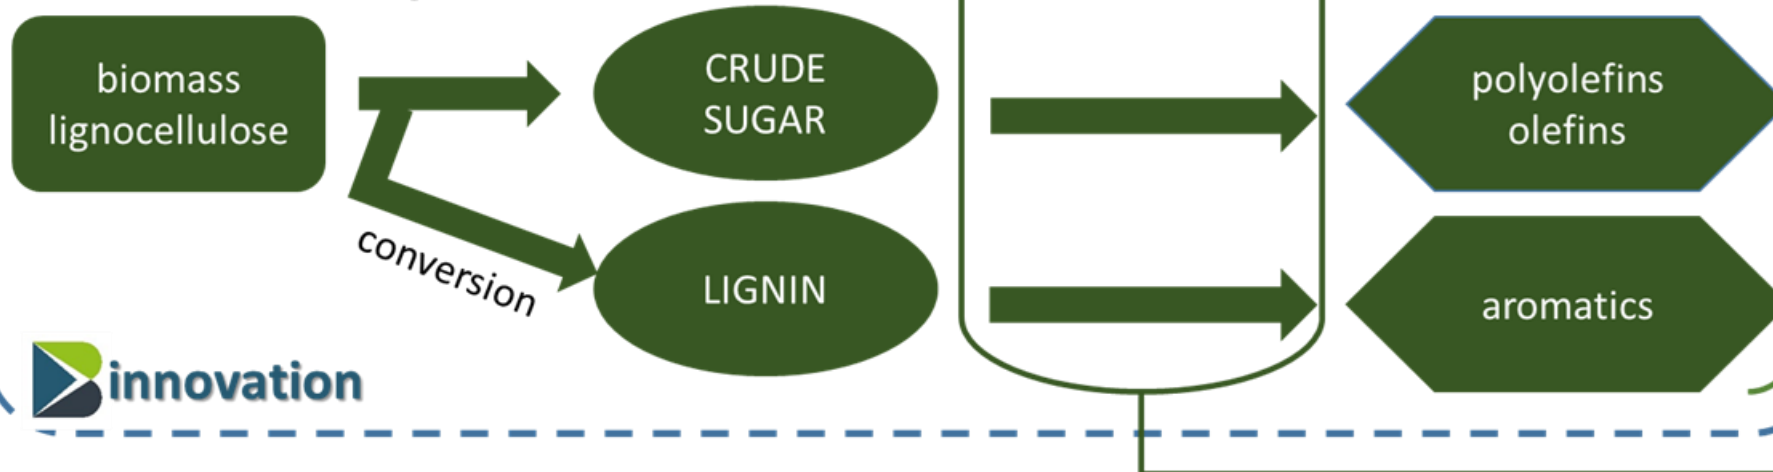 biomass
lignocellulose
CRUDE
SUGAR
polyolefins
olefins
conversion
LIGNIN
aromatics
innovation